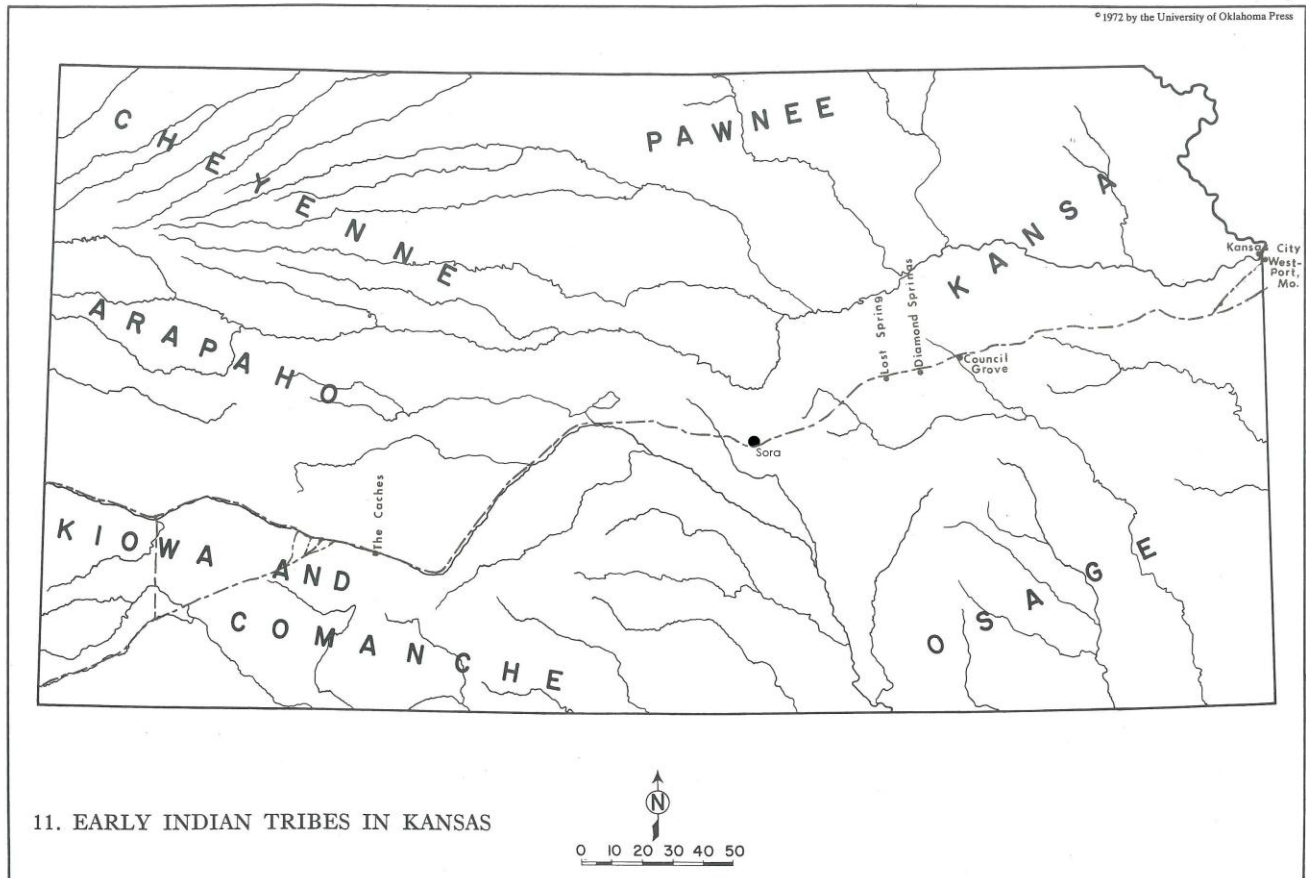 © 1972 by the University of Oklahoma Press
CHEYENNE
PAWNEE
KANSA
Kansas City
West-
Port,
Mo.
ARAPAHO
Lost Spring
Diamond Springs
Council
Grove
Sora
The Caches
KIOWA AND
COMANCHE
OSAGE
N
11. EARLY INDIAN TRIBES IN KANSAS
0 10 20 30 40 50